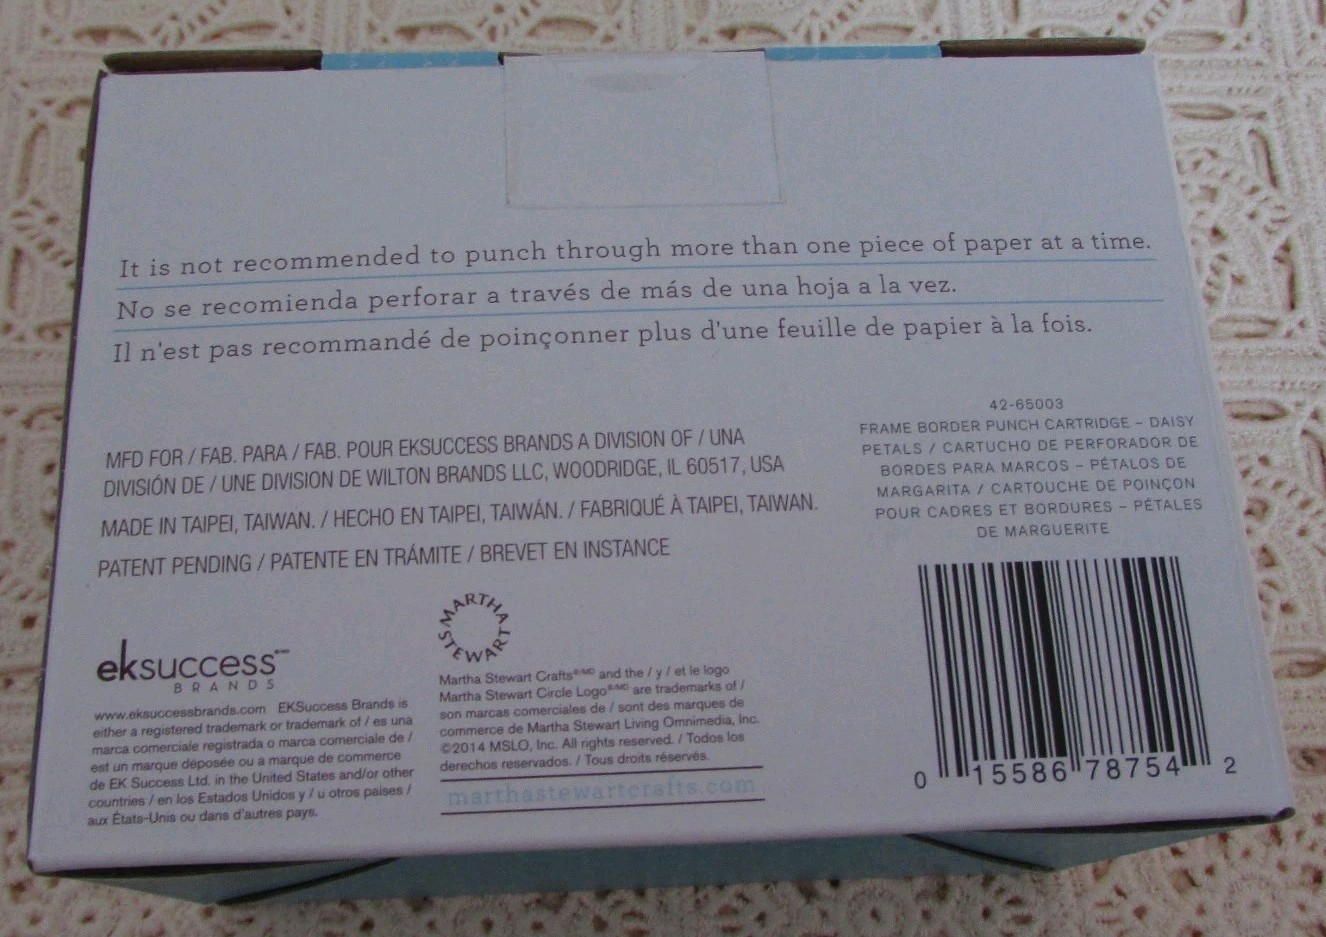 It is not recommended to punch through more than one piece of paper at a time.
No se recomienda perforar a través de más de una hoja a la vez.
Il n'est pas recommandé de poinçonner plus d'une feuille de papier à la fois.
MFD FOR / FAB. PARA / FAB. POUR EKSUCCESS BRANDS A DIVISION OF / UNA
DIVISIÓN DE / UNE DIVISION DE WILTON BRANDS LLC, WOODRIDGE, IL 60517, USA
MADE IN TAIPEI, TAIWAN. / HECHO EN TAIPEI, TAIWÁN. / FABRIQUÉ À TAIPEI, TAIWAN.
PATENT PENDING / PATENTE EN TRÁMITE / BREVET EN INSTANCE
eksuccess
BRANDS
www.eksuccessbrands.com EKSuccess Brands is
either a registered trademark or trademark of / es una
marca comerciale registrada o marca comerciale de /
est un marque déposée ou a marque de commerce
de EK Success Ltd. in the United States and/or other
countries / en los Estados Unidos y / u otros países /
aux États-Unis ou dans d'autres pays.
MARTHA STEWART
Martha Stewart Crafts®/MD and the / y / et le logo
Martha Stewart Circle Logo®/MD are trademarks of /
son marcas comerciales de / sont des marques de
commerce de Martha Stewart Living Omnimedia, Inc.
©2014 MSLO, Inc. All rights reserved. / Todos los
derechos reservados. / Tous droits réservés.
marthastewartcrafts.com
42-65003
FRAME BORDER PUNCH CARTRIDGE – DAISY
PETALS / CARTUCHO DE PERFORADOR DE
BORDES PARA MARCOS – PÉTALOS DE
MARGARITA / CARTOUCHE DE POINÇON
POUR CADRES ET BORDURES – PÉTALES
DE MARGUERITE
0 15586 78754 2